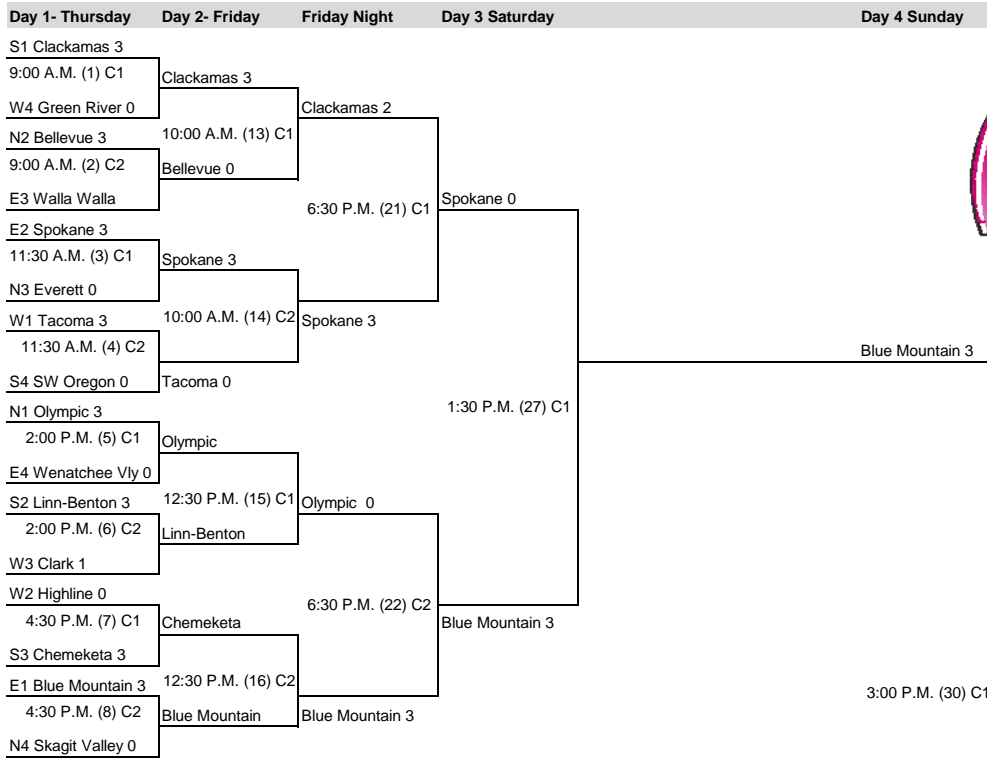 Day 1- Thursday Day 2- Friday Friday Night Day 3 Saturday Day 4 Sunday
S1 Clackamas 3
9:00 A.M. (1) C1
Clackamas 3
W4 Green River 0
Clackamas 2
N2 Bellevue 3
10:00 A.M. (13) C1
9:00 A.M. (2) C2
Bellevue 0
E3 Walla Walla
Spokane 0
6:30 P.M. (21) C1
E2 Spokane 3
11:30 A.M. (3) C1
Spokane 3
N3 Everett 0
W1 Tacoma 3
10:00 A.M. (14) C2
Spokane 3
11:30 A.M. (4) C2
Blue Mountain 3
S4 SW Oregon 0
Tacoma 0
1:30 P.M. (27) C1
N1 Olympic 3
2:00 P.M. (5) C1
Olympic
E4 Wenatchee Vly 0
S2 Linn-Benton 3
12:30 P.M. (15) C1
Olympic 0
2:00 P.M. (6) C2
Linn-Benton
W3 Clark 1
W2 Highline 0
6:30 P.M. (22) C2
4:30 P.M. (7) C1
Chemeketa
Blue Mountain 3
S3 Chemeketa 3
E1 Blue Mountain 3
12:30 P.M. (16) C2
3:00 P.M. (30) C1
4:30 P.M. (8) C2
Blue Mountain
Blue Mountain 3
N4 Skagit Valley 0